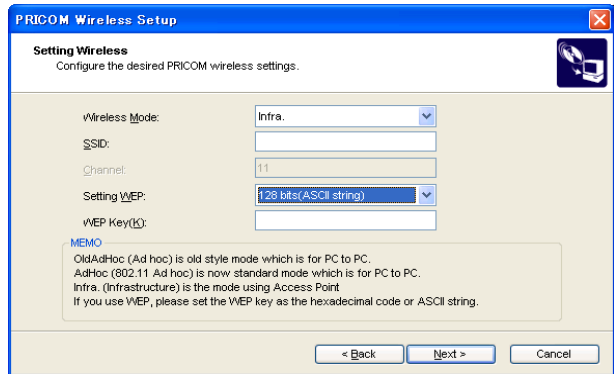 PRICOM Wireless Setup
Setting Wireless
Configure the desired PRICOM wireless settings.
Wireless Mode:
Infra.
SSID:
Channel:
11
Setting WEP:
128 bits(ASCII string)
WEP Key(K):
MEMO
OldAdHoc (Ad hoc) is old style mode which is for PC to PC.
AdHoc (802.11 Ad hoc) is now standard mode which is for PC to PC.
Infra. (Infrastructure) is the mode using Access Point
If you use WEP, please set the WEP key as the hexadecimal code or ASCII string.
< Back
Next >
Cancel